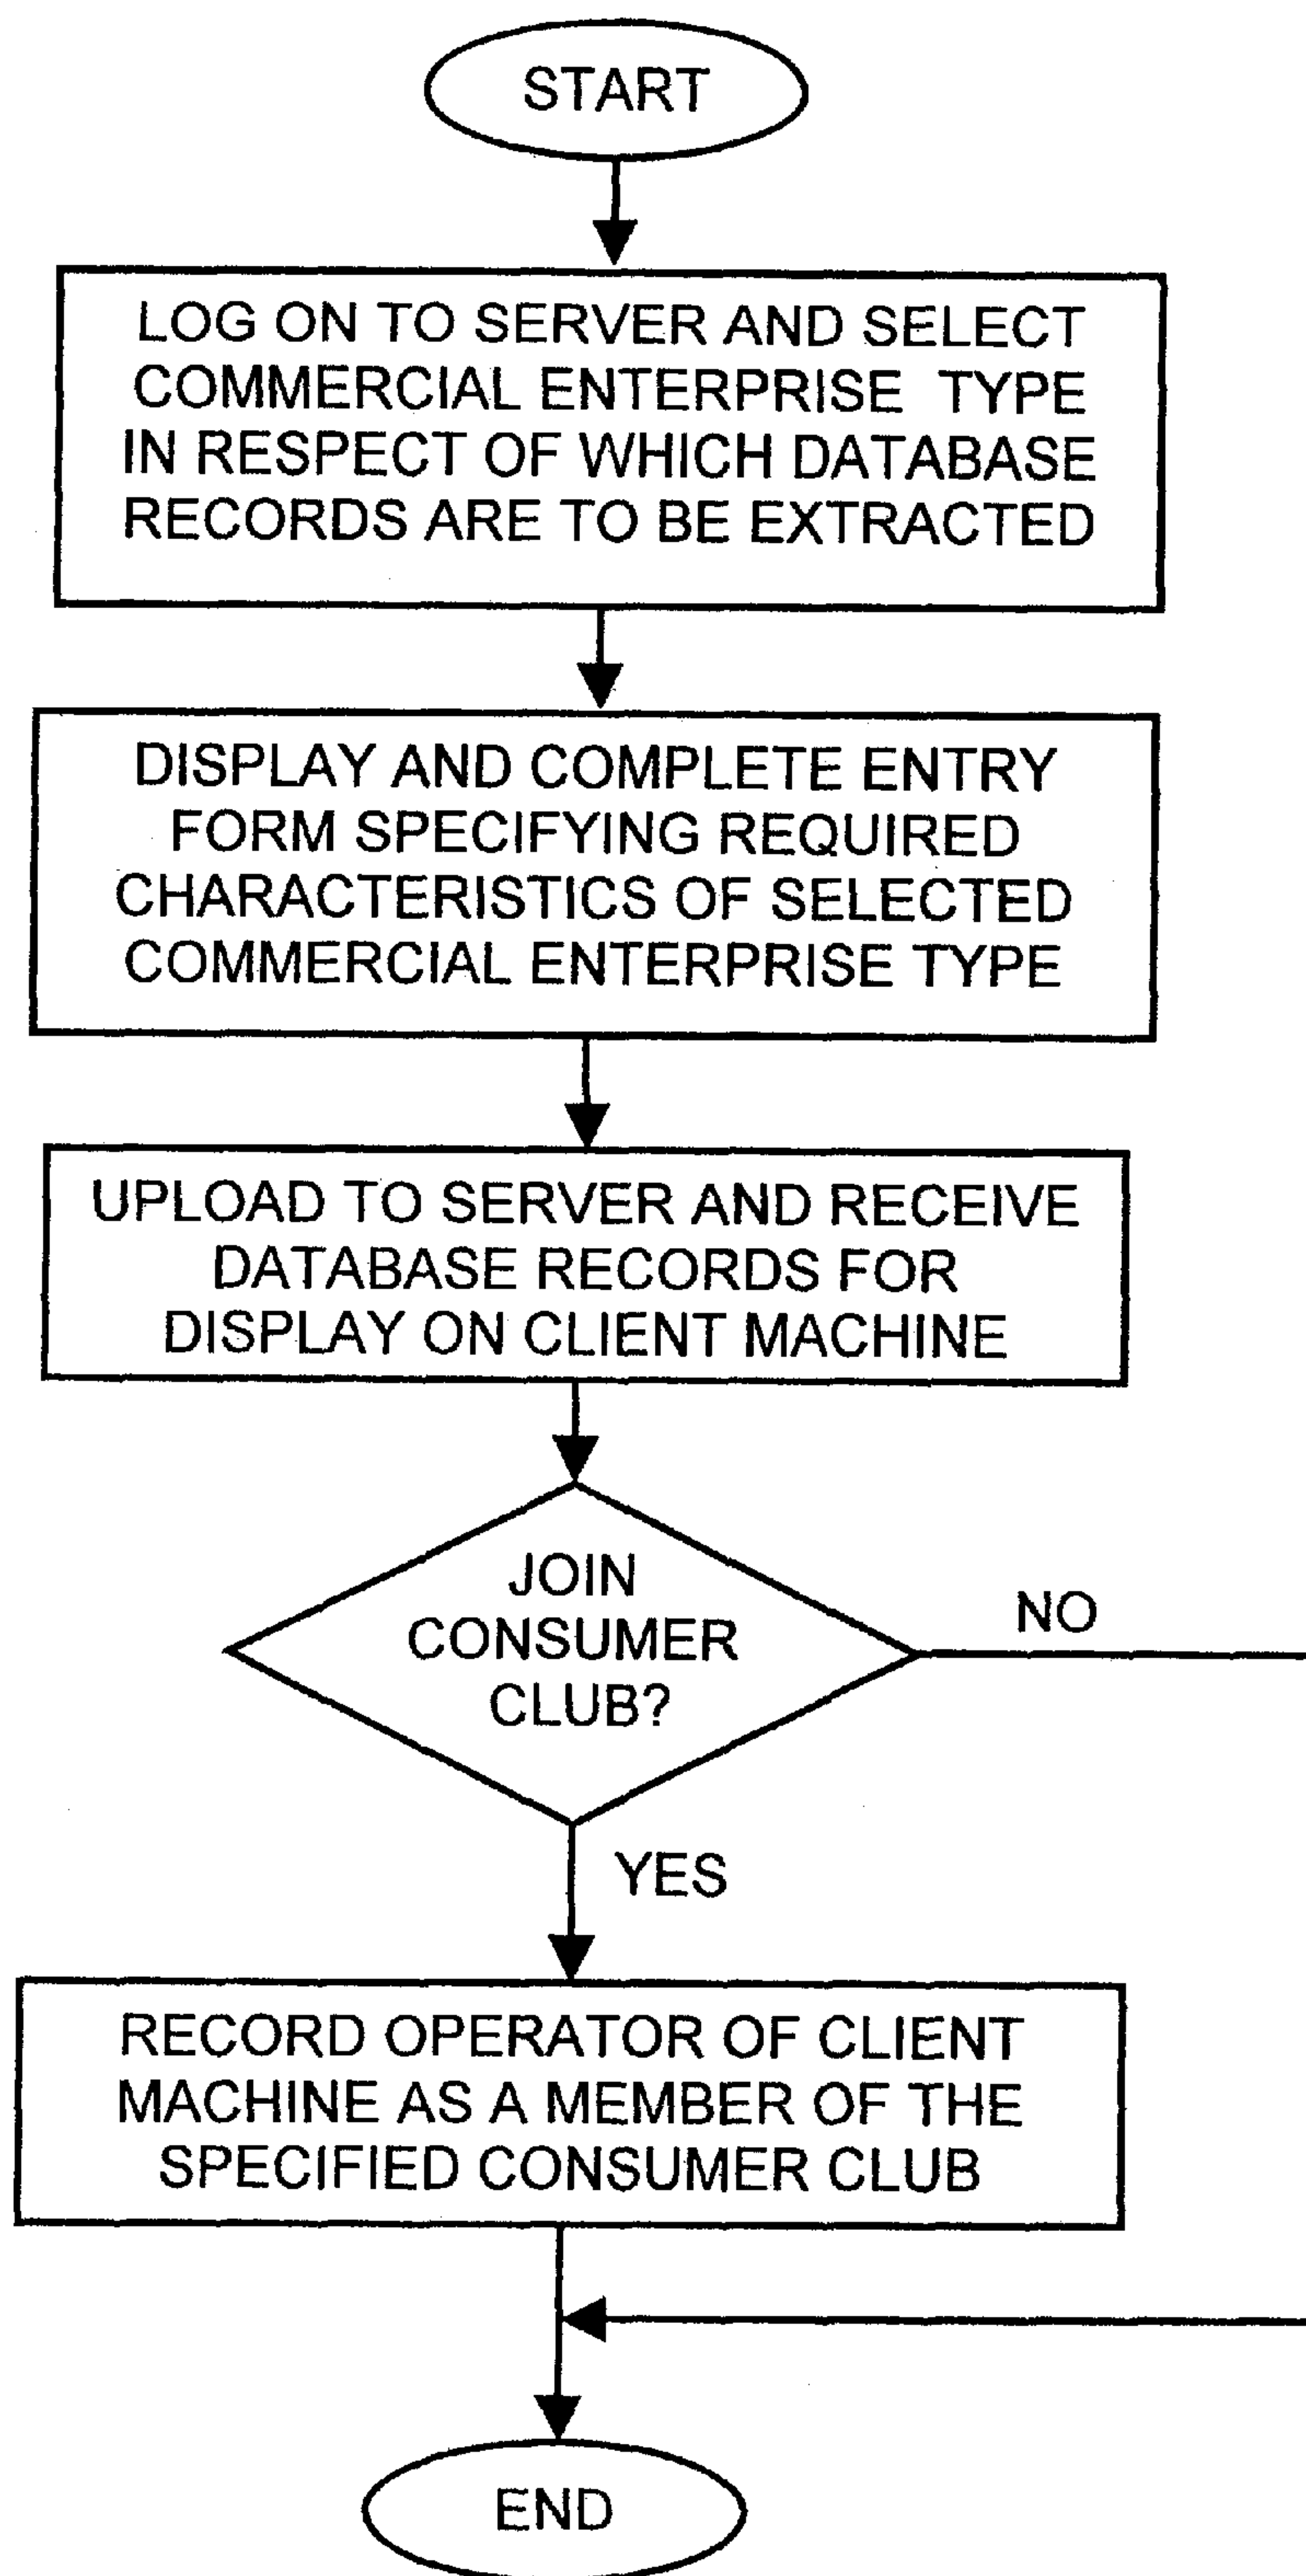 START
LOG ON TO SERVER AND SELECT
COMMERCIAL ENTERPRISE TYPE
IN RESPECT OF WHICH DATABASE
RECORDS ARE TO BE EXTRACTED
DISPLAY AND COMPLETE ENTRY
FORM SPECIFYING REQUIRED
CHARACTERISTICS OF SELECTED
COMMERCIAL ENTERPRISE TYPE
UPLOAD TO SERVER AND RECEIVE
DATABASE RECORDS FOR
DISPLAY ON CLIENT MACHINE
JOIN
CONSUMER
CLUB?
NO
YES
RECORD OPERATOR OF CLIENT
MACHINE AS A MEMBER OF THE
SPECIFIED CONSUMER CLUB
END